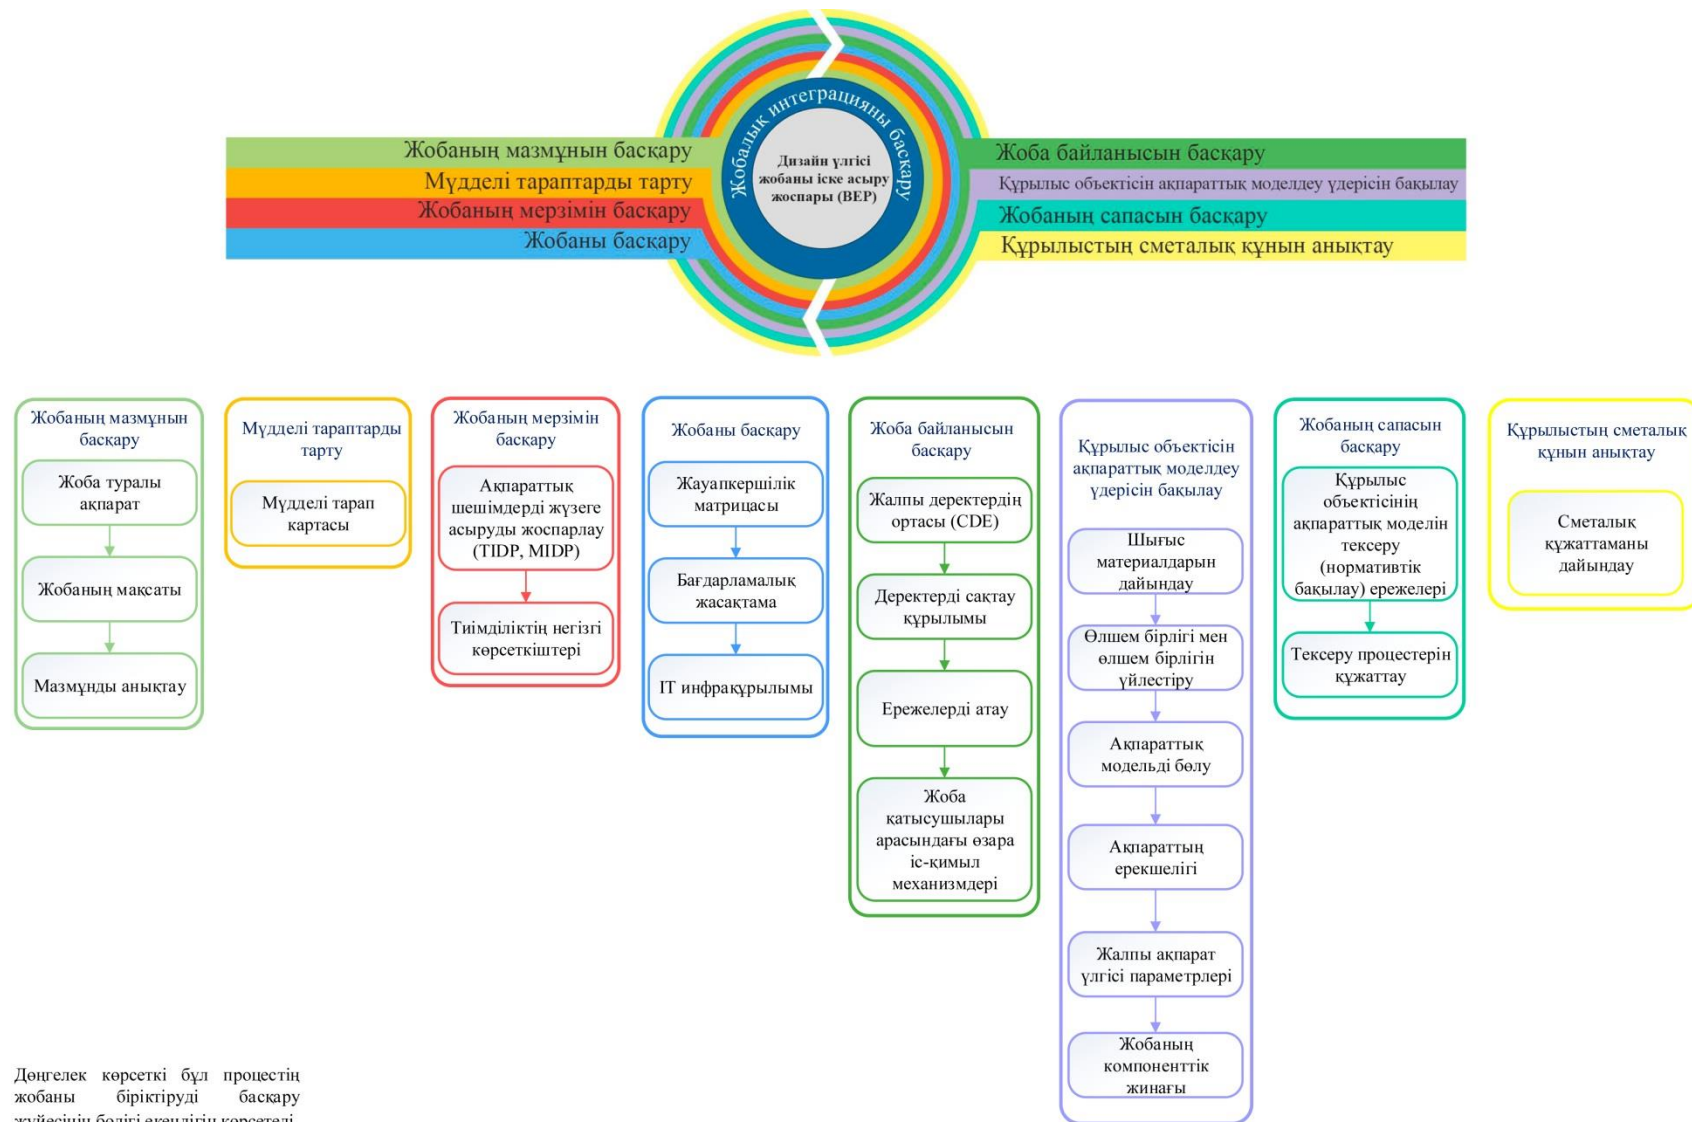 Жобалық интеграцияны басқару
Дизайн үлгісі
жобаны іске асыру
жоспары (BEP)
Жобаның мазмұнын басқару
Мүдделі тараптарды тарту
Жобаның мерзімін басқару
Жобаны басқару
Жоба байланысын басқару
Құрылыс объектісін ақпараттық моделдеу үдерісін бақылау
Жобаның сапасын басқару
Құрылыстың сметалық құнын анықтау
Жобаның мазмұнын
басқару
Жоба туралы
ақпарат
Жобаның мақсаты
Мазмұнды анықтау
Мүдделі тараптарды
тарту
Мүдделі тарап
картасы
Жобаның мерзімін
басқару
Ақпараттық
шешімдерді жүзеге
асыруды жоспарлау
(TIDP, MIDP)
Тиімділіктің негізгі
көрсеткіштері
Жобаны басқару
Жауапкершілік
матрицасы
Бағдарламалық
жасақтама
IT инфрақұрылымы
Жоба байланысын
басқару
Жалпы деректердің
ортасы (CDE)
Деректерді сақтау
құрылымы
Ережелерді атау
Жоба
қатысушылары
арасындағы өзара
іс-қимыл
механизмдері
Құрылыс объектісін
ақпараттық моделдеу
үдерісін бақылау
Шығыс
материалдарын
дайындау
Өлшем бірлігі мен
өлшем бірлігін
үйлестіру
Ақпараттық
модельді бөлу
Ақпараттың
ерекшелігі
Жалпы ақпарат
үлгісі параметрлері
Жобаның
компоненттік
жинағы
Жобаның сапасын
басқару
Құрылыс
объектісінің
ақпараттық моделін
тексеру
(нормативтік
бақылау) ережелері
Тексеру процестерін
құжаттау
Құрылыстың сметалық
құнын анықтау
Сметалық
құжаттаманы
дайындау
Дөңгелек көрсеткі бұл процестің
жобаны біріктіруді басқару
жүйесінің бөлігі екендігін көрсетеді